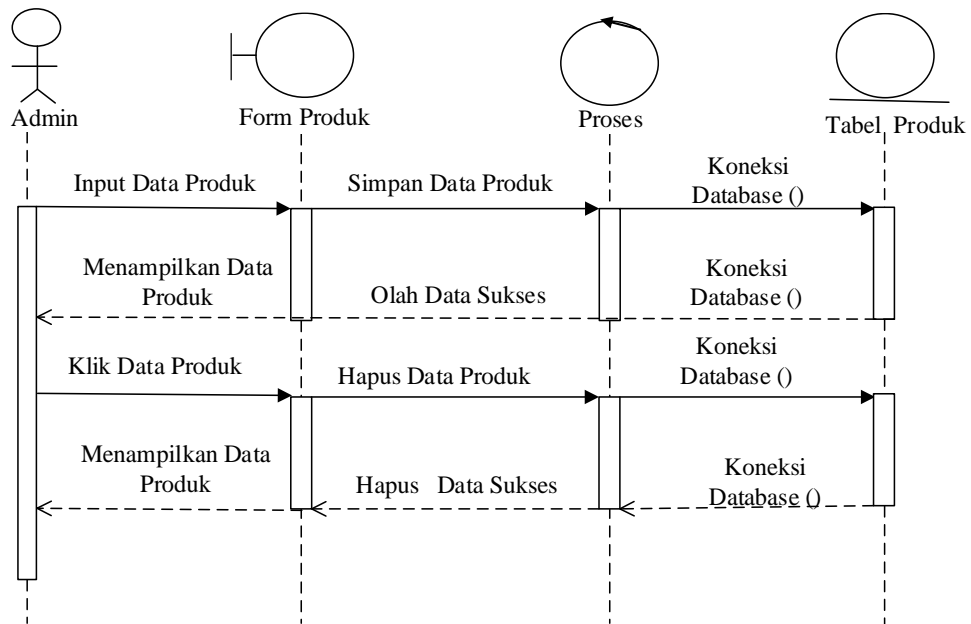 Admin
Form Produk
Proses
Tabel Produk
Input Data Produk
Simpan Data Produk
Koneksi
Database ()
Menampilkan Data
Produk
Olah Data Sukses
Koneksi
Database ()
Klik Data Produk
Hapus Data Produk
Koneksi
Database ()
Menampilkan Data
Produk
Hapus Data Sukses
Koneksi
Database ()